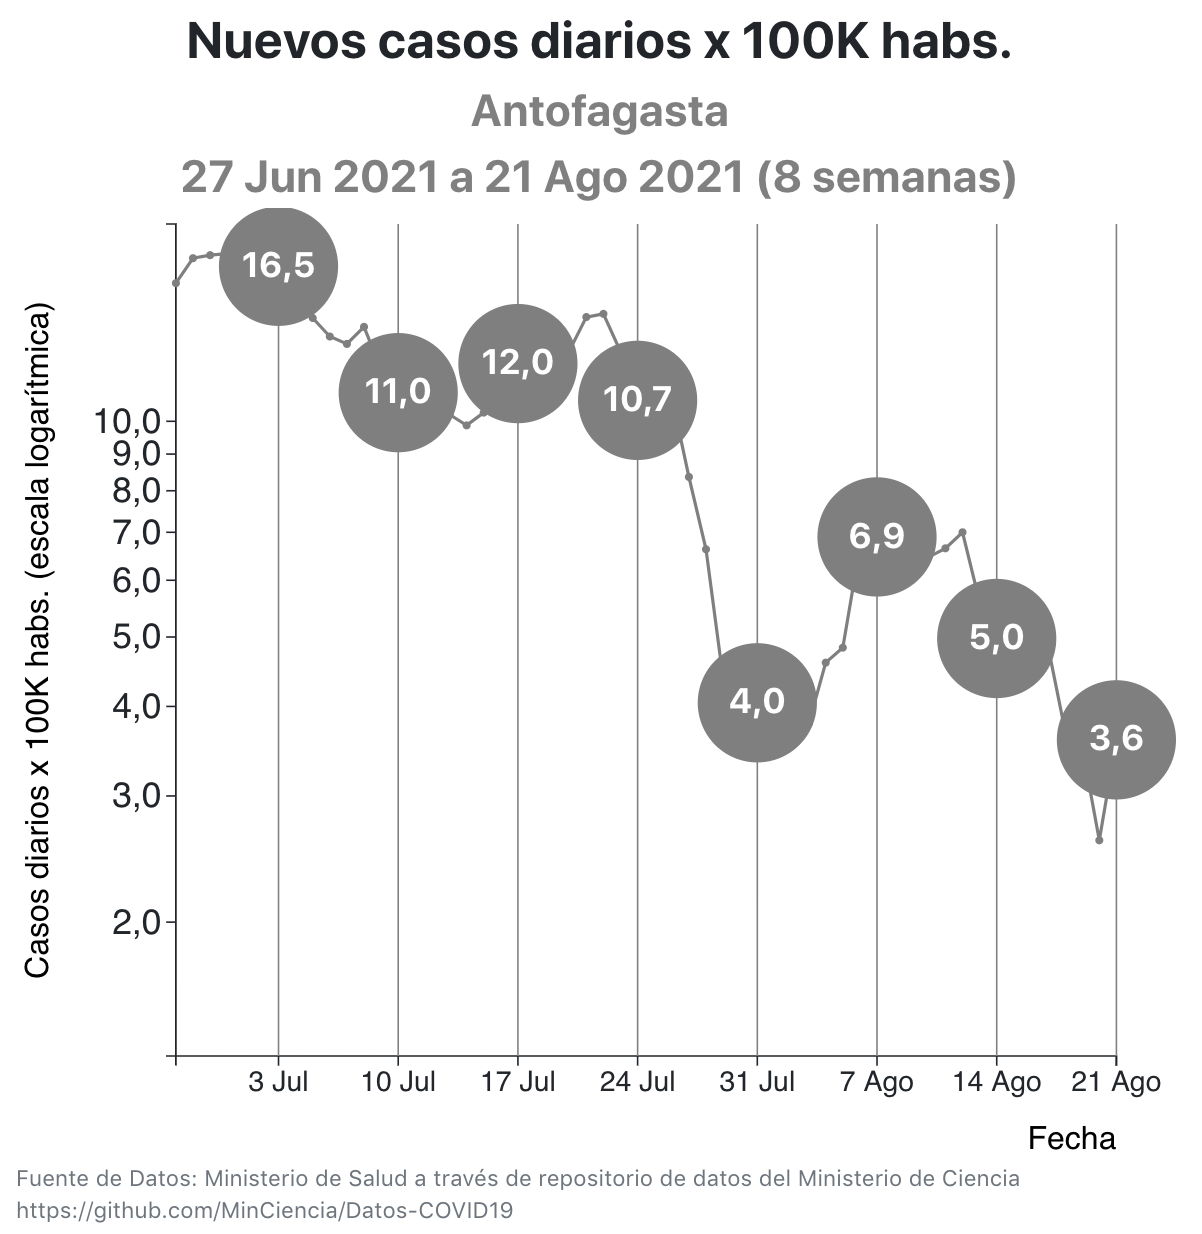 Nuevos casos diarios x 100K habs.
Antofagasta
27 Jun 2021 a 21 Ago 2021 (8 semanas)
Casos diarios x 100K habs. (escala logarítmica)
10,0
9,0
8,0
7,0
6,0
5,0
4,0
3,0
2,0
16,5
11,0
12,0
10,7
4,0
6,9
5,0
3,6
3 Jul
10 Jul
17 Jul
24 Jul
31 Jul
7 Ago
14 Ago
21 Ago
Fecha
Fuente de Datos: Ministerio de Salud a través de repositorio de datos del Ministerio de Ciencia
https://github.com/MinCiencia/Datos-COVID19